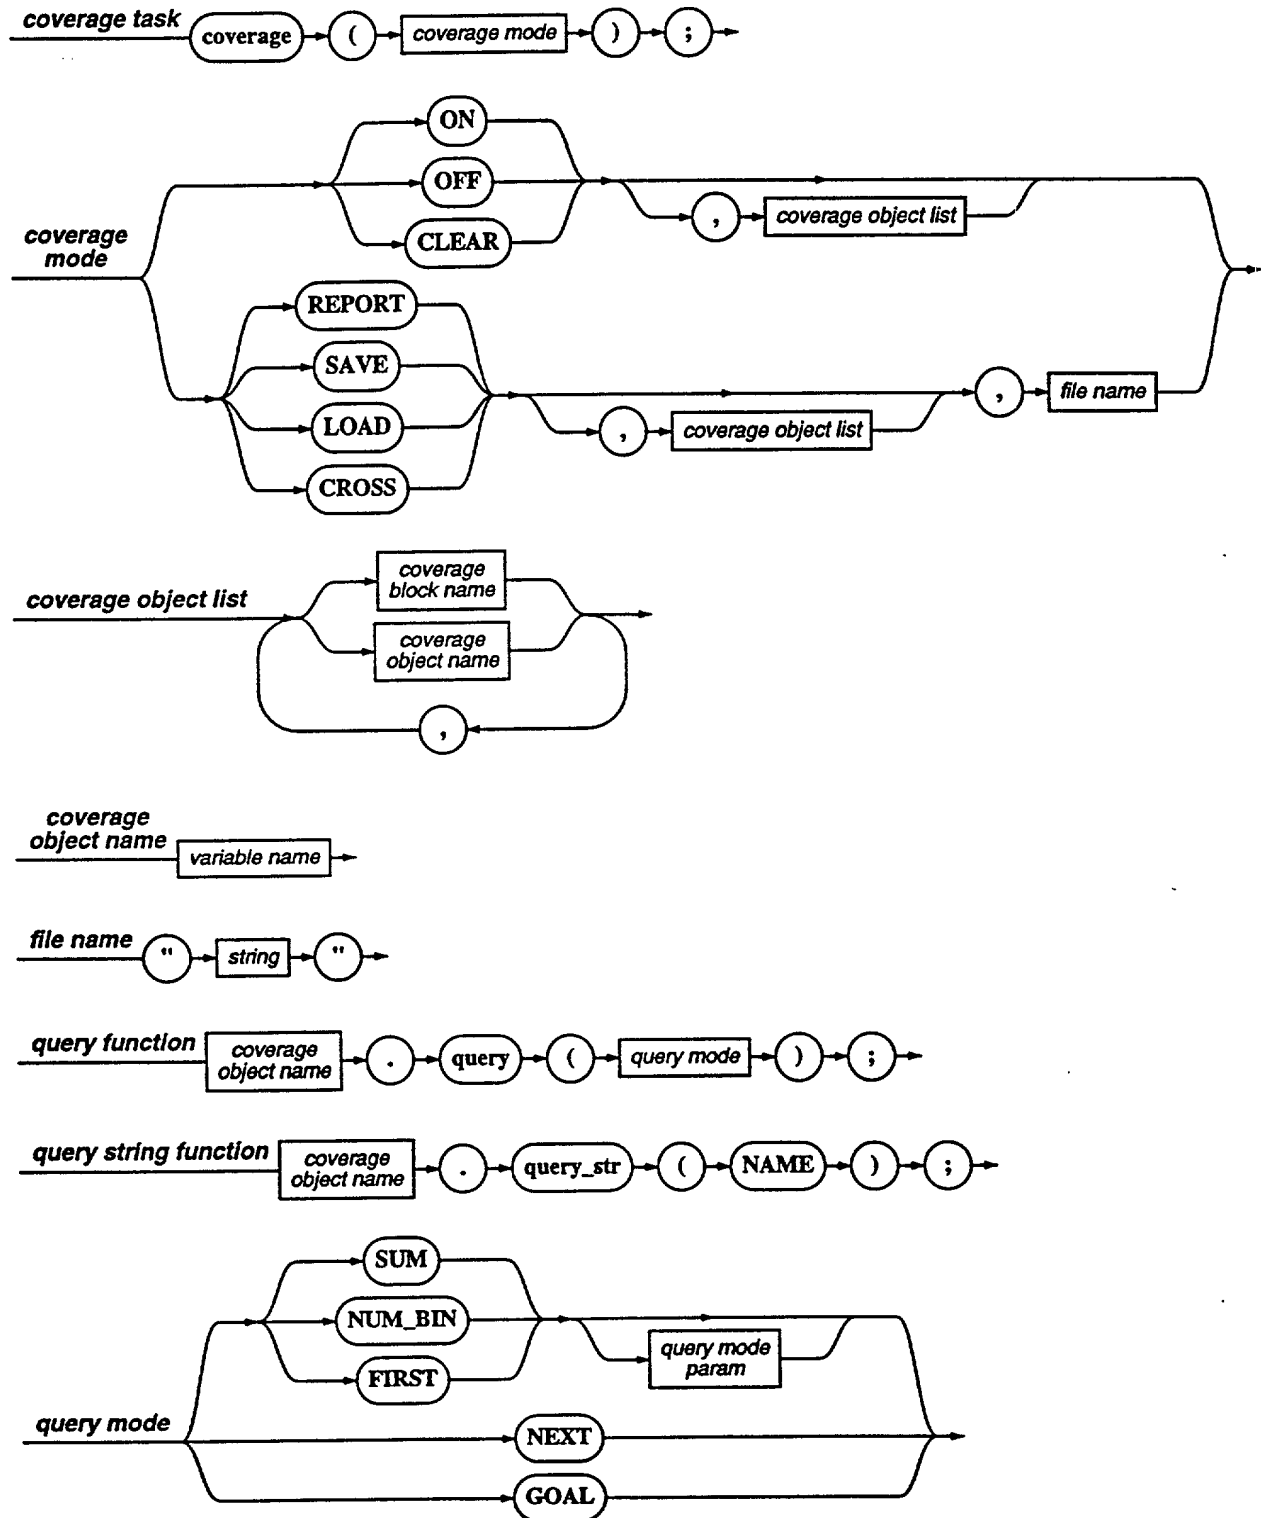 coverage task coverage ( coverage mode ) ;
ON
OFF
, coverage object list
CLEAR
coverage
mode
REPORT
SAVE
, file name
LOAD
, coverage object list
CROSS
coverage
block name
coverage object list
coverage
object name
,
coverage
object name
variable name
file name " string "
query function coverage
object name . query ( query mode ) ;
query string function coverage
object name . query_str ( NAME ) ;
SUM
NUM_BIN
query mode
param
FIRST
query mode
NEXT
GOAL